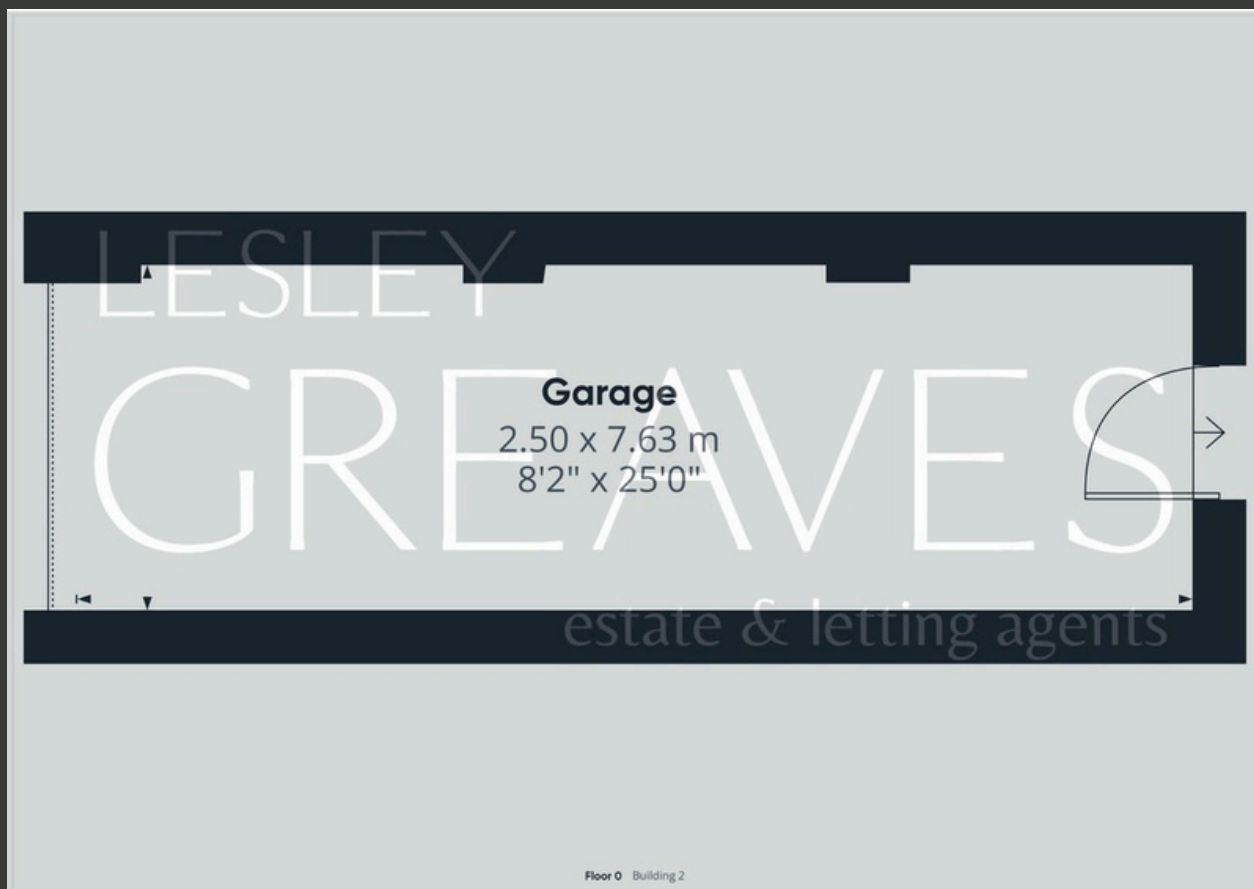 LESLEY
GREAVES
Garage
2.50 x 7.63 m
8'2" x 25'0"
estate & letting agents
Floor 0 Building 2